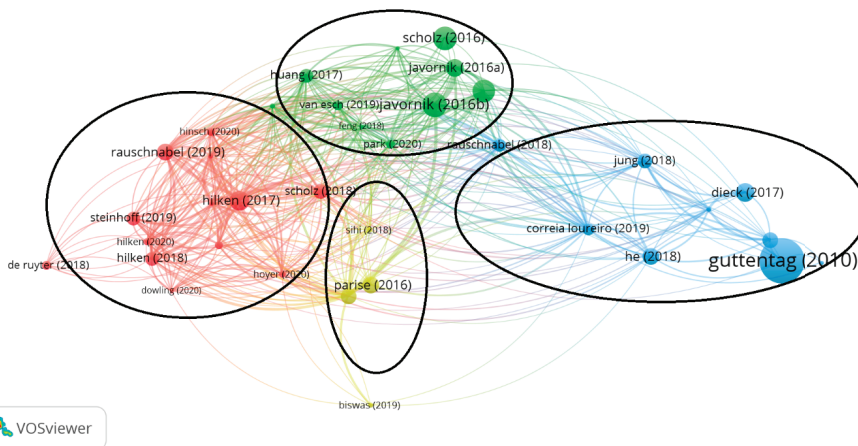 scholz (2016)
javornik (2016a)
huang (2017)
van esch (2019)
javornik (2016b)
feng (2018)
park (2020)
rauschnabel (2018)
hinsch (2020)
rauschnabel (2019)
jung (2018)
scholz (2018)
dieck (2017)
hilken (2017)
steinhoff (2019)
sihi (2018)
correia loureiro (2019)
hilken (2020)
hilken (2018)
he (2018)
guttentag (2010)
de ruyter (2018)
hoyer (2020)
parise (2016)
dowling (2020)
biswas (2019)
VOSviewer